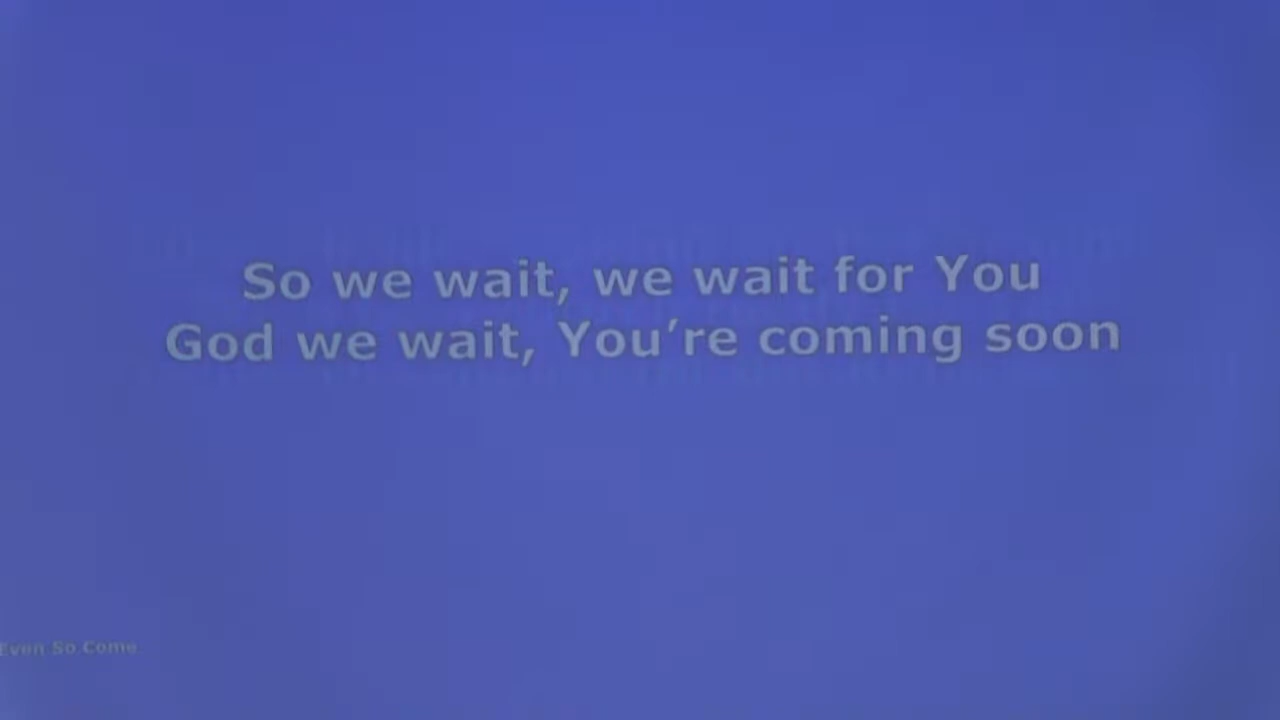 So we wait, we wait for You
God we wait, You’re coming soon
Even So Come